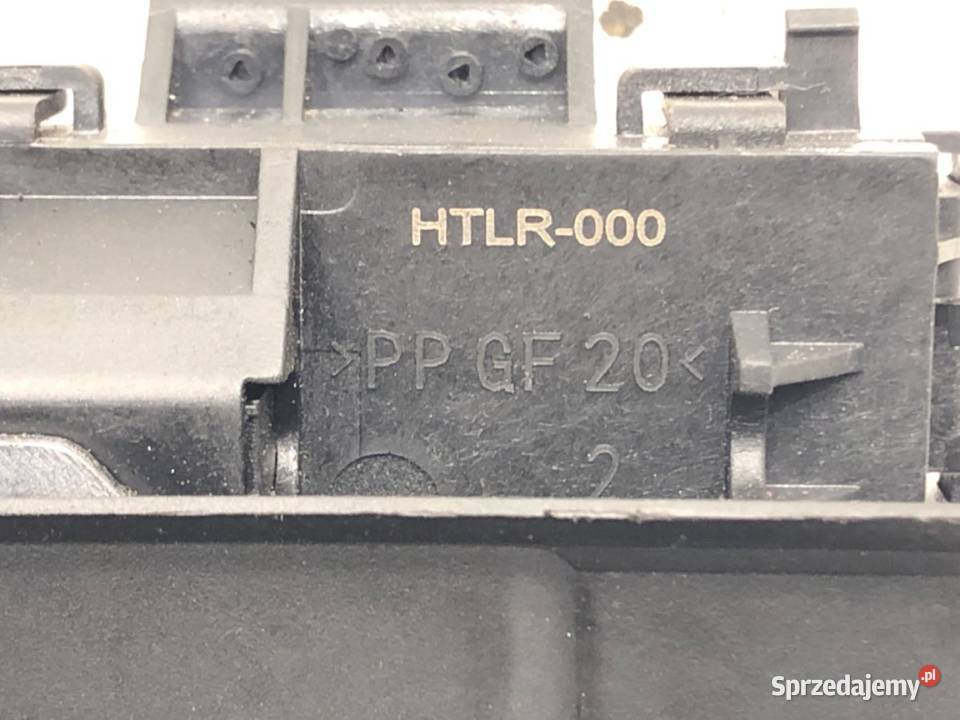 HTLR-000
>PP GF 20<
2
Sprzedajemy.pl